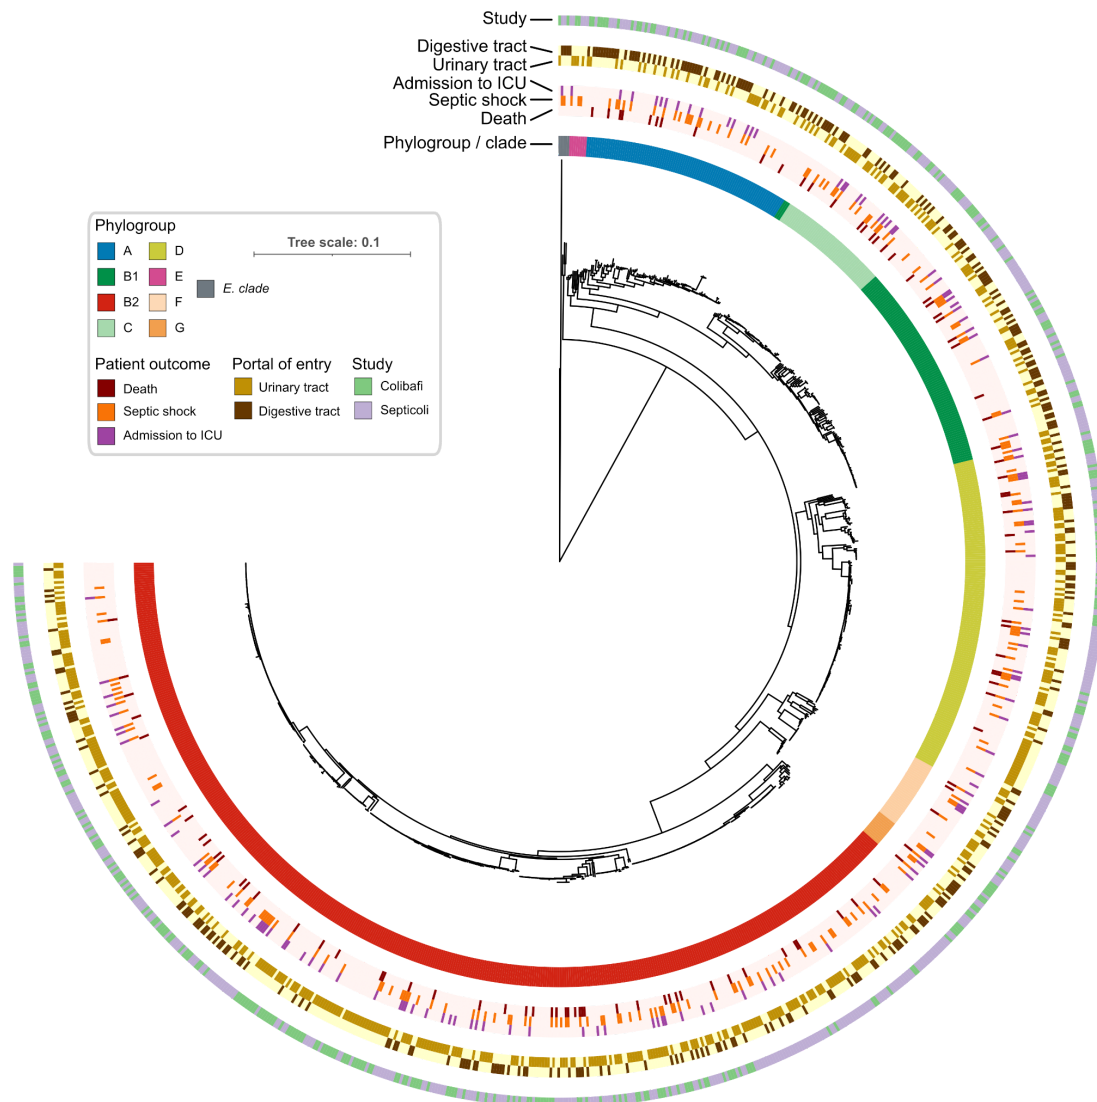 Study
Digestive tract
Urinary tract
Admission to ICU
Septic shock
Death
Phylogroup / clade
Phylogroup
A
D
Tree scale: 0.1
B1
E
E. clade
B2
F
C
G
Patient outcome
Portal of entry
Study
Death
Urinary tract
Colibafi
Septic shock
Digestive tract
Septicoli
Admission to ICU